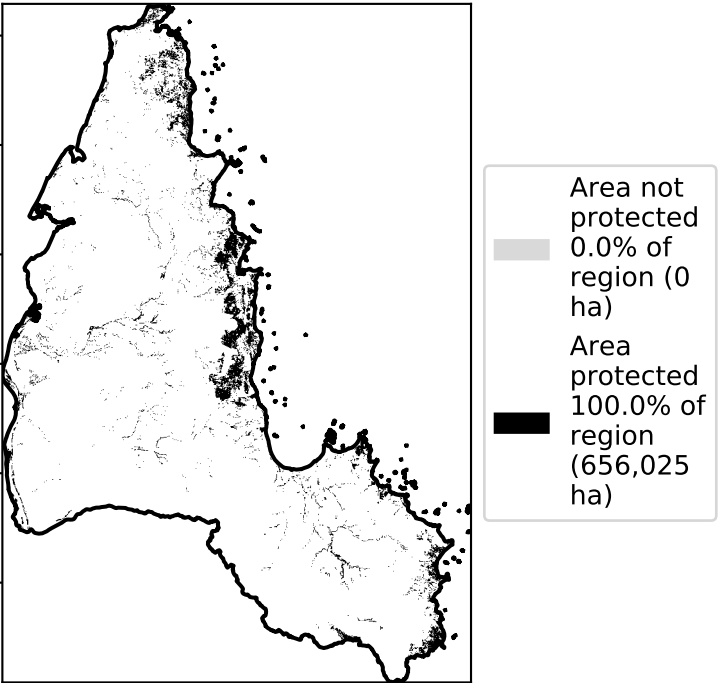 Area not
protected
0.0% of
region (0
ha)
Area
protected
100.0% of
region
(656,025
ha)